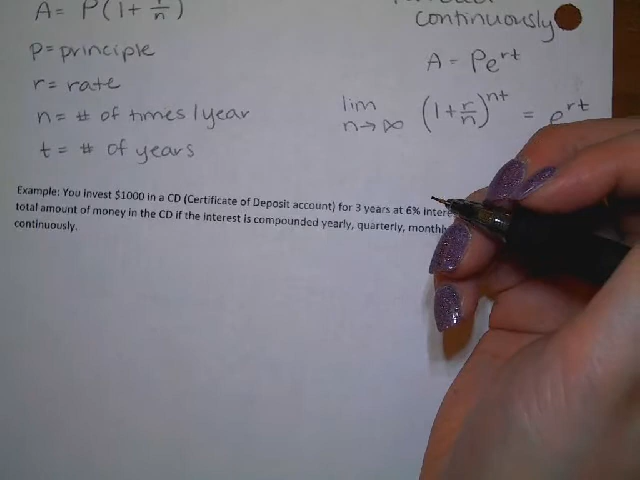 A = P(1+ r/n)
continuously
P = principle
A = Pe^rt
r = rate
n = # of times / year
lim n→∞ (1+ r/n)^nt = e^rt
t = # of years
Example: You invest $1000 in a CD (Certificate of Deposit account) for 3 years at 6%
total amount of money in the CD if the interest is compounded yearly, quarterly,
continuously.